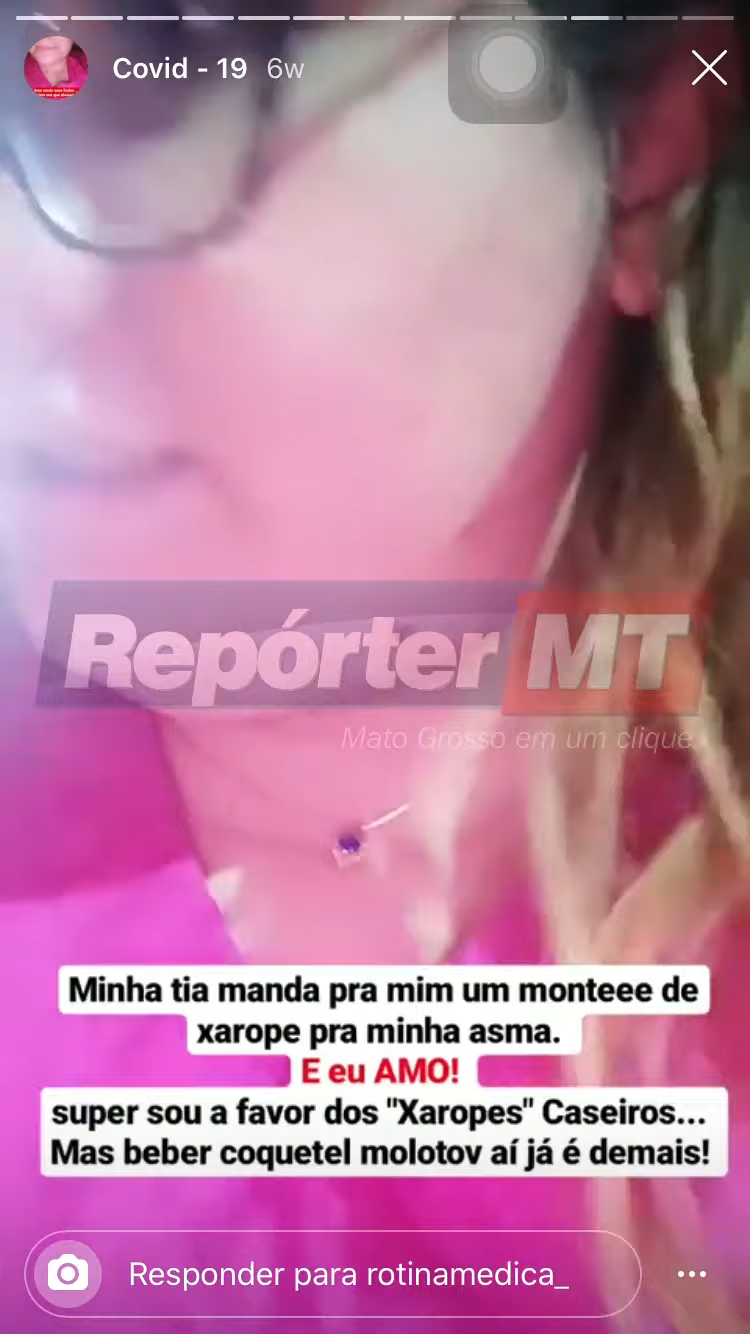 Covid - 19 6w
Repórter MT
Mato Grosso em um clique
Minha tia manda pra mim um monteee de
xarope pra minha asma.
E eu AMO!
super sou a favor dos "Xaropes" Caseiros...
Mas beber coquetel molotov aí já é demais!
Responder para rotinamedica_